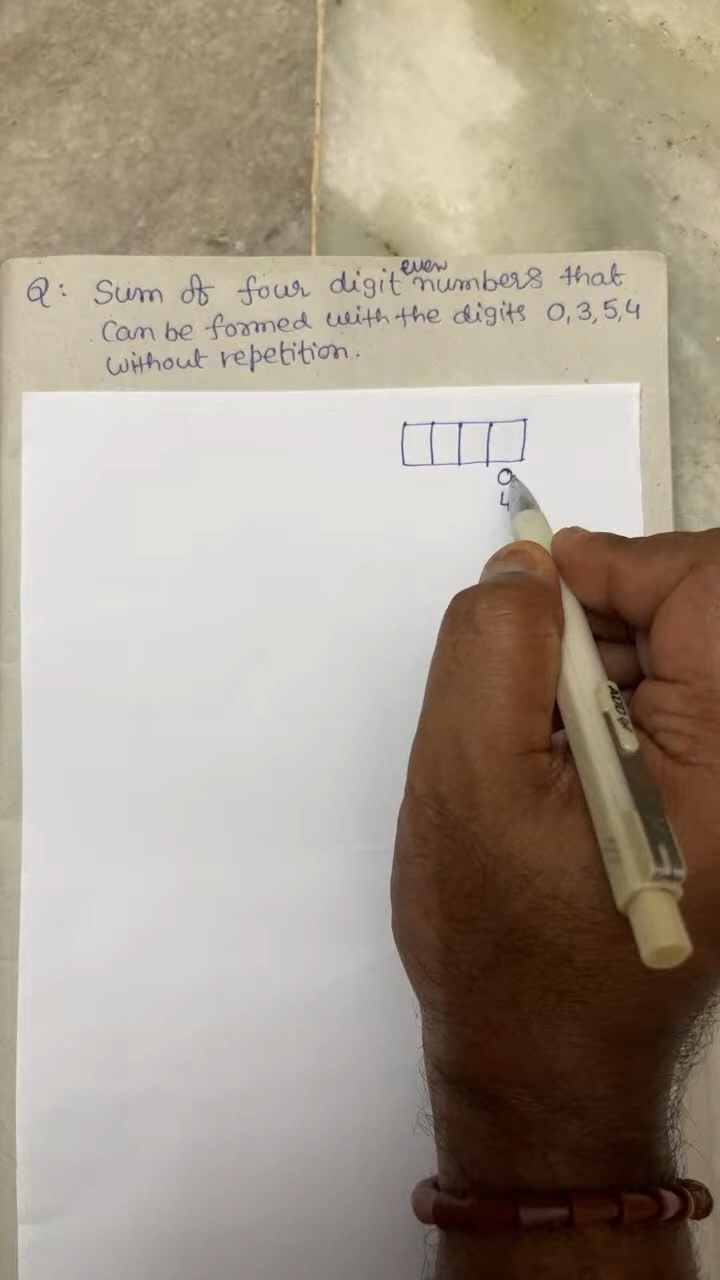 Q: Sum of four digit even numbers that
can be formed with the digits 0,3,5,4
without repetition.
0
4